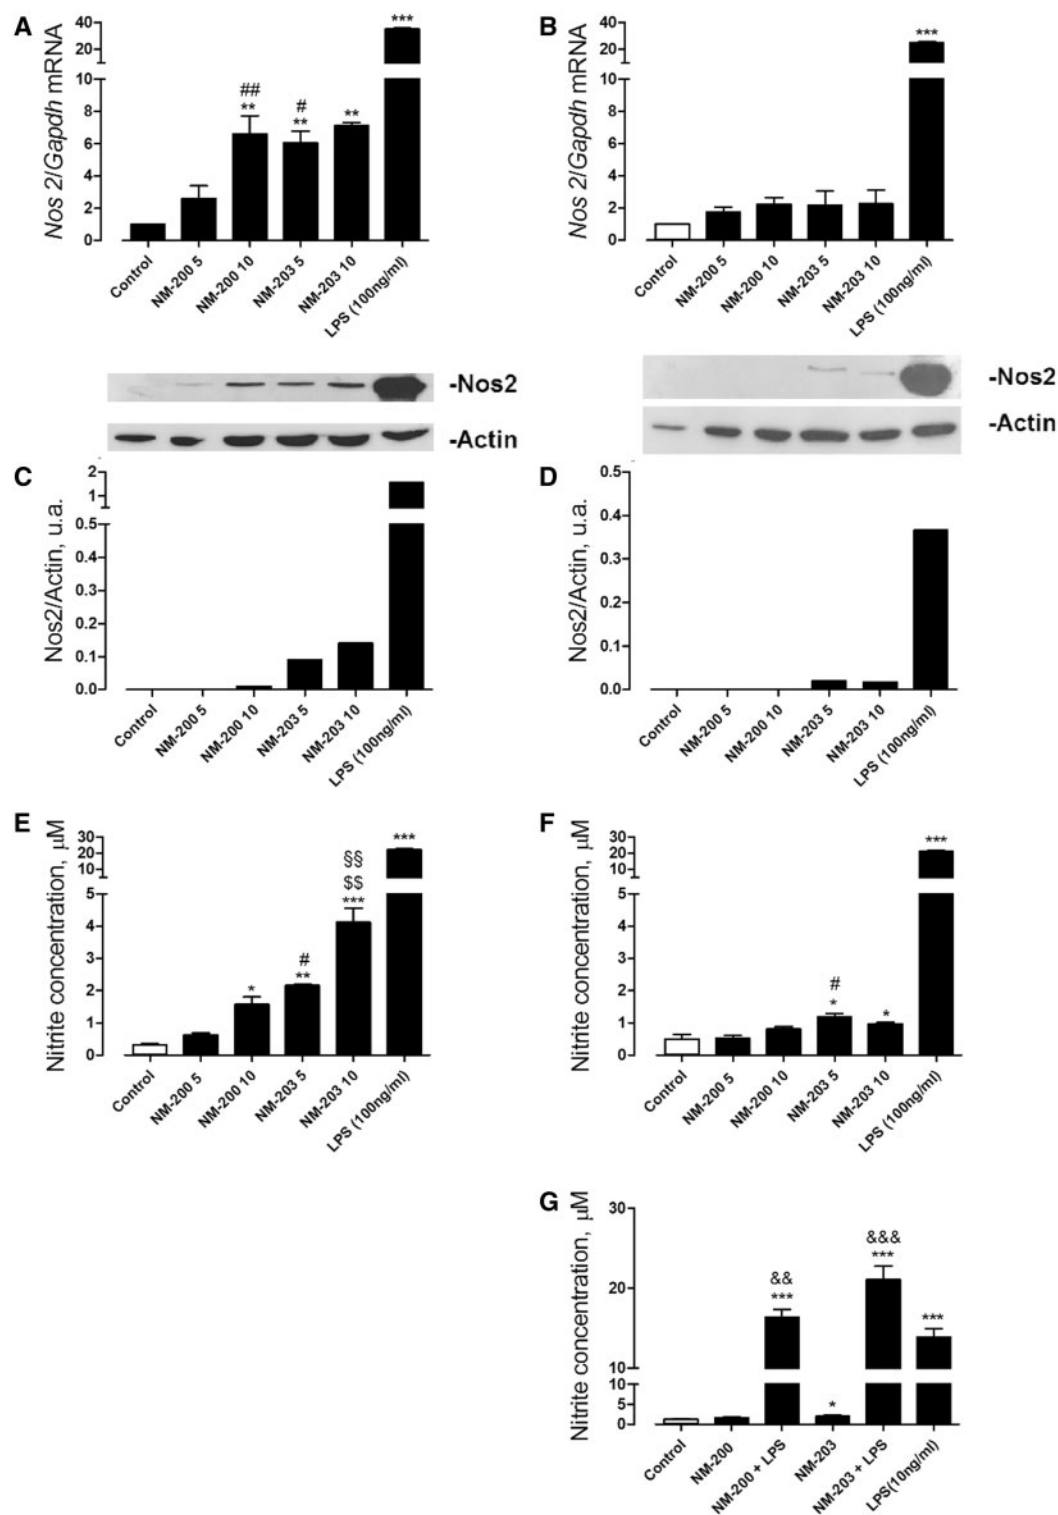 A
Nos 2/Gapdh mRNA
40
20
10
8
6
4
2
0
***
##
**
#
**
**
Control
NM-200 5
NM-200 10
NM-203 5
NM-203 10
LPS (100ng/ml)
B
Nos 2/Gapdh mRNA
40
20
10
8
6
4
2
0
***
Control
NM-200 5
NM-200 10
NM-203 5
NM-203 10
LPS (100ng/ml)
-Nos2
-Actin
-Nos2
-Actin
C
Nos2/Actin, u.a.
2
1
0.5
0.4
0.3
0.2
0.1
0.0
Control
NM-200 5
NM-200 10
NM-203 5
NM-203 10
LPS (100ng/ml)
D
Nos2/Actin, u.a.
0.5
0.4
0.3
0.2
0.1
0.0
Control
NM-200 5
NM-200 10
NM-203 5
NM-203 10
LPS (100ng/ml)
E
Nitrite concentration, µM
30
20
10
5
4
3
2
1
0
*
#
**
§§
$$
***
***
Control
NM-200 5
NM-200 10
NM-203 5
NM-203 10
LPS (100ng/ml)
F
Nitrite concentration, µM
30
20
10
5
4
3
2
1
0
#
*
*
***
Control
NM-200 5
NM-200 10
NM-203 5
NM-203 10
LPS (100ng/ml)
G
Nitrite concentration, µM
30
20
10
10
5
0
&&
***
*
&&&
***
***
Control
NM-200
NM-200 + LPS
NM-203
NM-203 + LPS
LPS(10ng/ml)